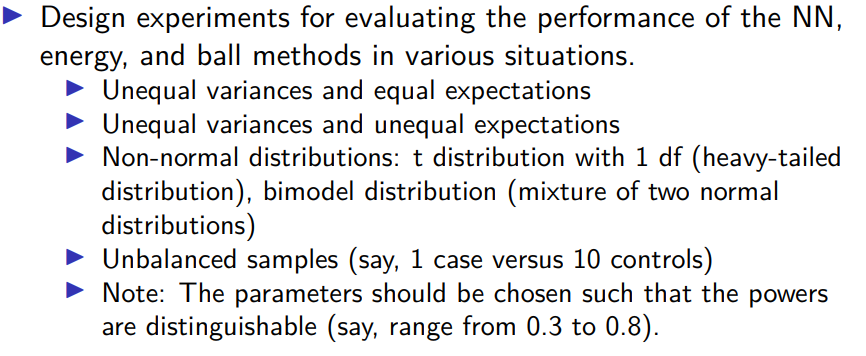 ▶ Design experiments for evaluating the performance of the NN,
energy, and ball methods in various situations.
▶ Unequal variances and equal expectations
▶ Unequal variances and unequal expectations
▶ Non-normal distributions: t distribution with 1 df (heavy-tailed
distribution), bimodel distribution (mixture of two normal
distributions)
▶ Unbalanced samples (say, 1 case versus 10 controls)
▶ Note: The parameters should be chosen such that the powers
are distinguishable (say, range from 0.3 to 0.8).